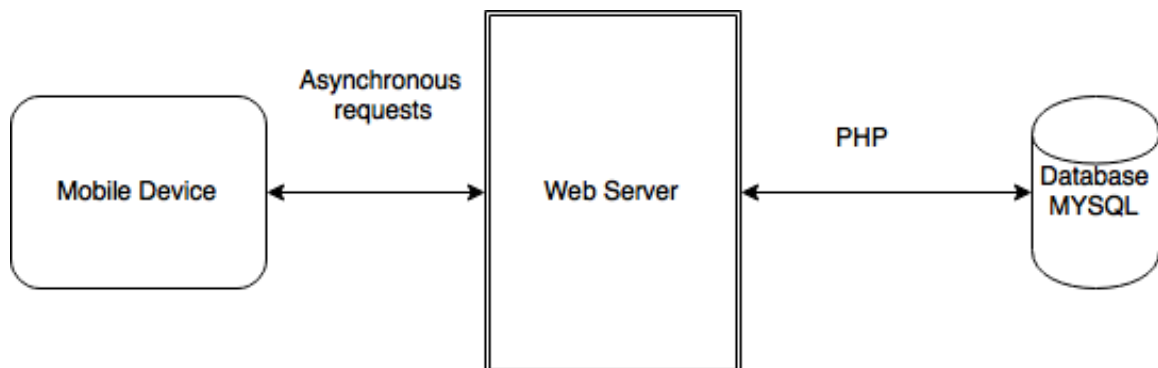 Asynchronous
requests
Mobile Device
Web Server
PHP
Database
MYSQL